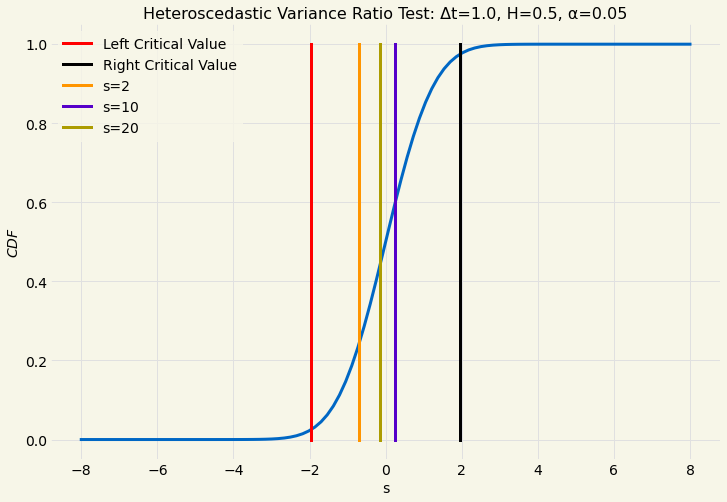 Heteroscedastic Variance Ratio Test: Δt=1.0, H=0.5, α=0.05
Left Critical Value
Right Critical Value
s=2
s=10
s=20
1.0
0.8
0.6
0.4
0.2
0.0
CDF
−8 −6 −4 −2 0 2 4 6 8
s